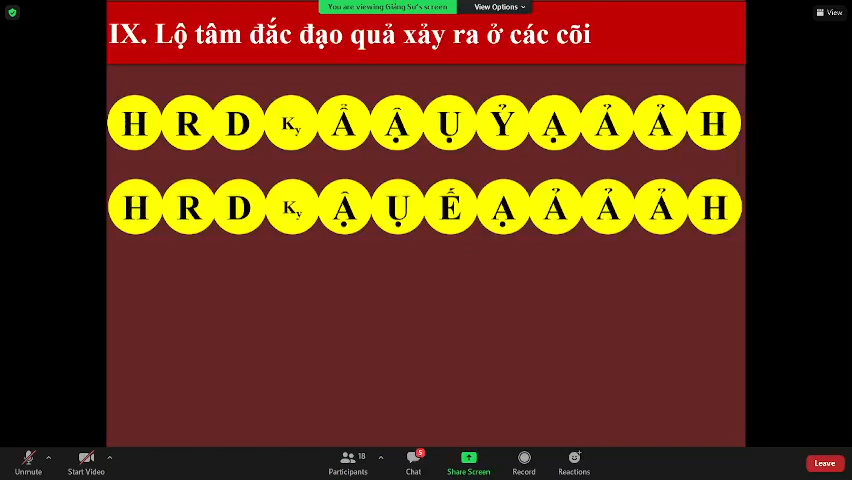 You are viewing Giảng Sư's screen
View Options
View
IX. Lộ tâm đắc đạo quả xảy ra ở các cõi
H R D Ky Ẩ Ậ Ụ Ỷ Ạ Ả Ả H
H R D Ky Ậ Ụ Ế Ạ Ả Ả Ả H
18
5
Unmute
Start Video
Participants
Chat
Share Screen
Record
Reactions
Leave